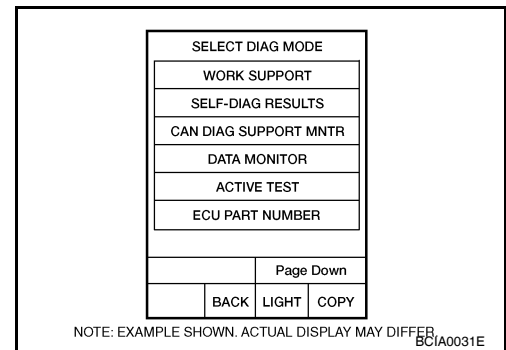 SELECT DIAG MODE
WORK SUPPORT
SELF-DIAG RESULTS
CAN DIAG SUPPORT MNTR
DATA MONITOR
ACTIVE TEST
ECU PART NUMBER
Page Down
BACK LIGHT COPY
NOTE: EXAMPLE SHOWN. ACTUAL DISPLAY MAY DIFFER.
BCIA0031E